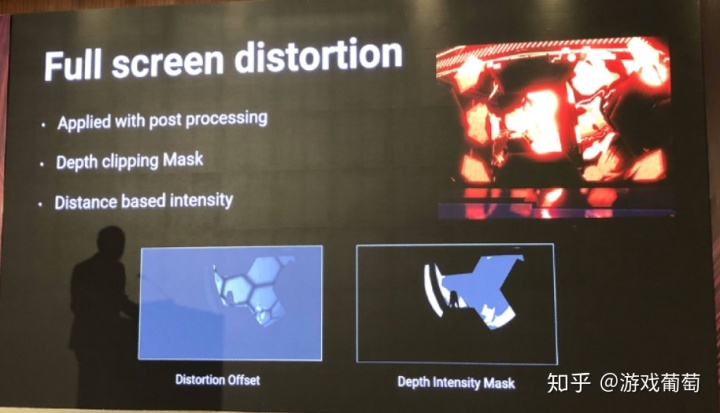 Full screen distortion
• Applied with post processing
• Depth clipping Mask
• Distance based intensity
Distortion Offset
Depth Intensity Mask
知乎 @游戏葡萄